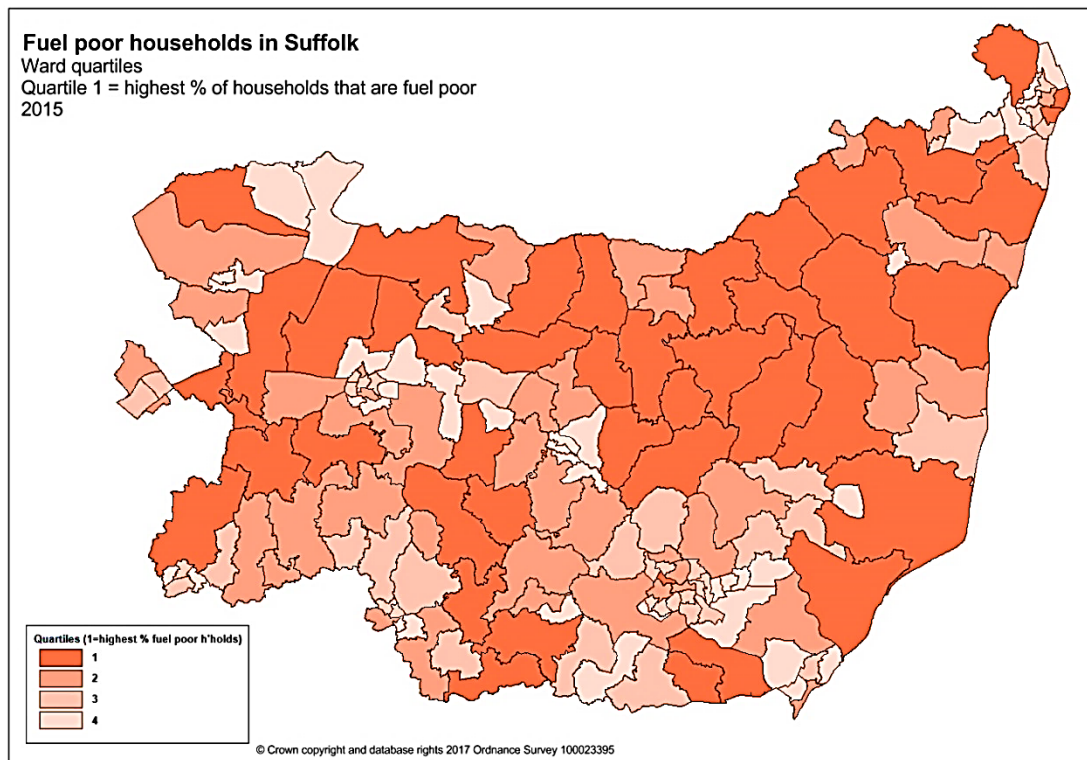 Fuel poor households in Suffolk
Ward quartiles
Quartile 1 = highest % of households that are fuel poor
2015
Quartiles (1=highest % fuel poor h'holds)
1
2
3
4
© Crown copyright and database rights 2017 Ordnance Survey 100023395